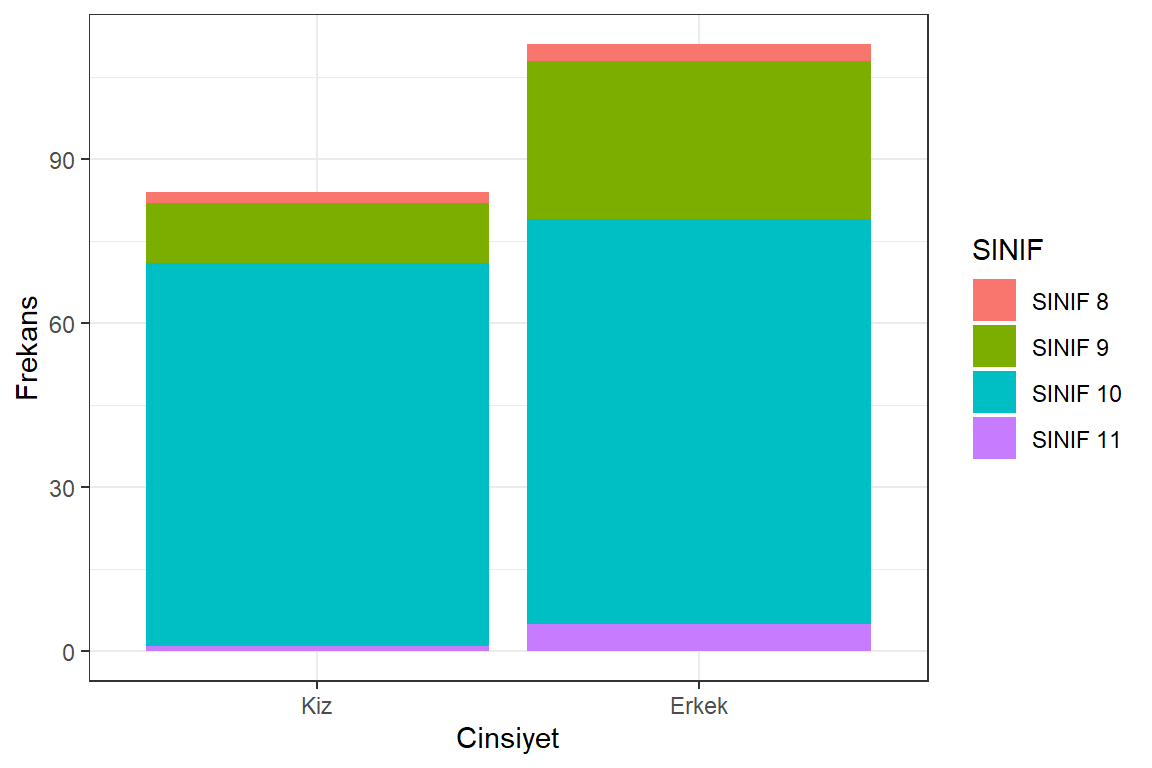 Frekans
90
60
30
0
Kiz
Erkek
Cinsiyet
SINIF
SINIF 8
SINIF 9
SINIF 10
SINIF 11